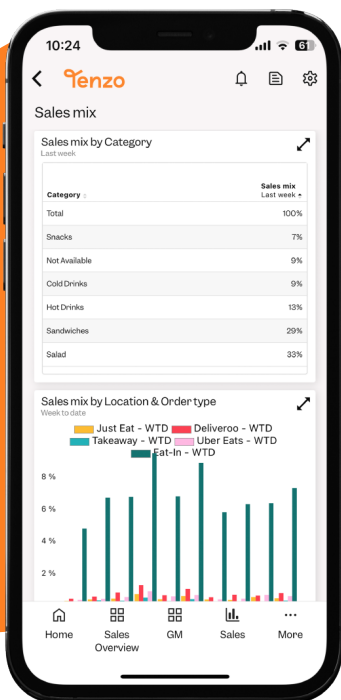 10:24
61
Tenzo
Sales mix
Sales mix by Category
Last week
Category
Sales mix
Last week
Total 100%
Snacks 7%
Not Available 9%
Cold Drinks 9%
Hot Drinks 13%
Sandwiches 29%
Salad 33%
Sales mix by Location & Order type
Week to date
Just Eat - WTD Deliveroo - WTD
Takeaway - WTD Uber Eats - WTD
Eat-In - WTD
8 %
6 %
4 %
2 %
Home Sales Overview GM Sales More